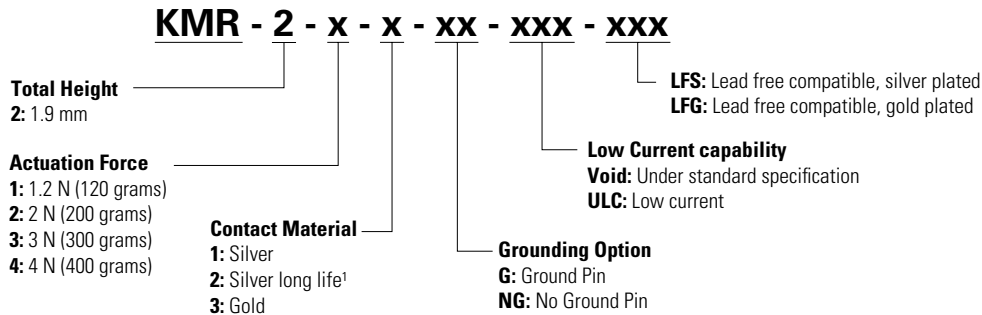 KMR - 2 - x - x - xx - xxx - xxx
Total Height
2: 1.9 mm
Actuation Force
1: 1.2 N (120 grams)
2: 2 N (200 grams)
3: 3 N (300 grams)
4: 4 N (400 grams)
Contact Material
1: Silver
2: Silver long life¹
3: Gold
Grounding Option
G: Ground Pin
NG: No Ground Pin
Low Current capability
Void: Under standard specification
ULC: Low current
LFS: Lead free compatible, silver plated
LFG: Lead free compatible, gold plated